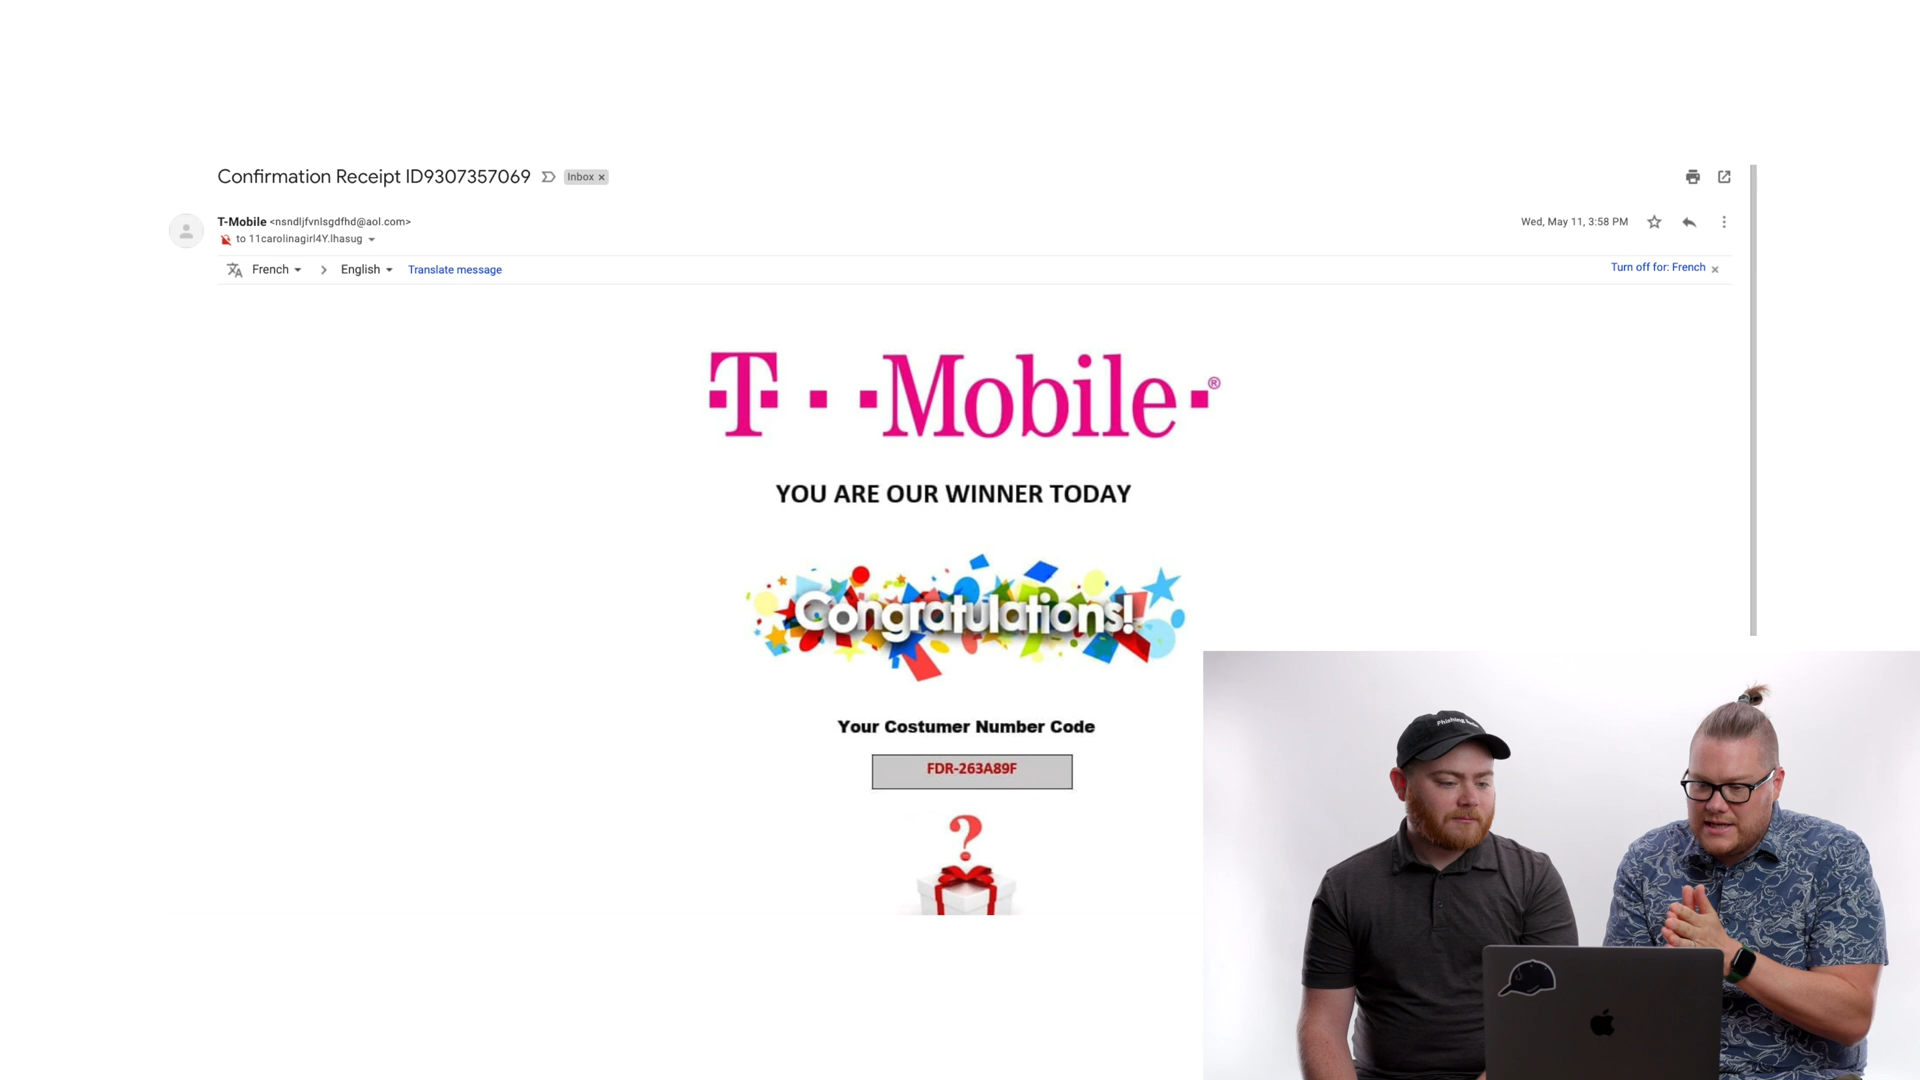 Confirmation Receipt ID9307357069 Inbox x
T-Mobile <nsndljfvnlsgdfhd@aol.com> Wed, May 11, 3:58 PM
to 11carolinagirl4Y.lhasug
French > English Translate message Turn off for: French x
T · ·Mobile·®
YOU ARE OUR WINNER TODAY
Congratulations!
Your Costumer Number Code
FDR-263A89F
?